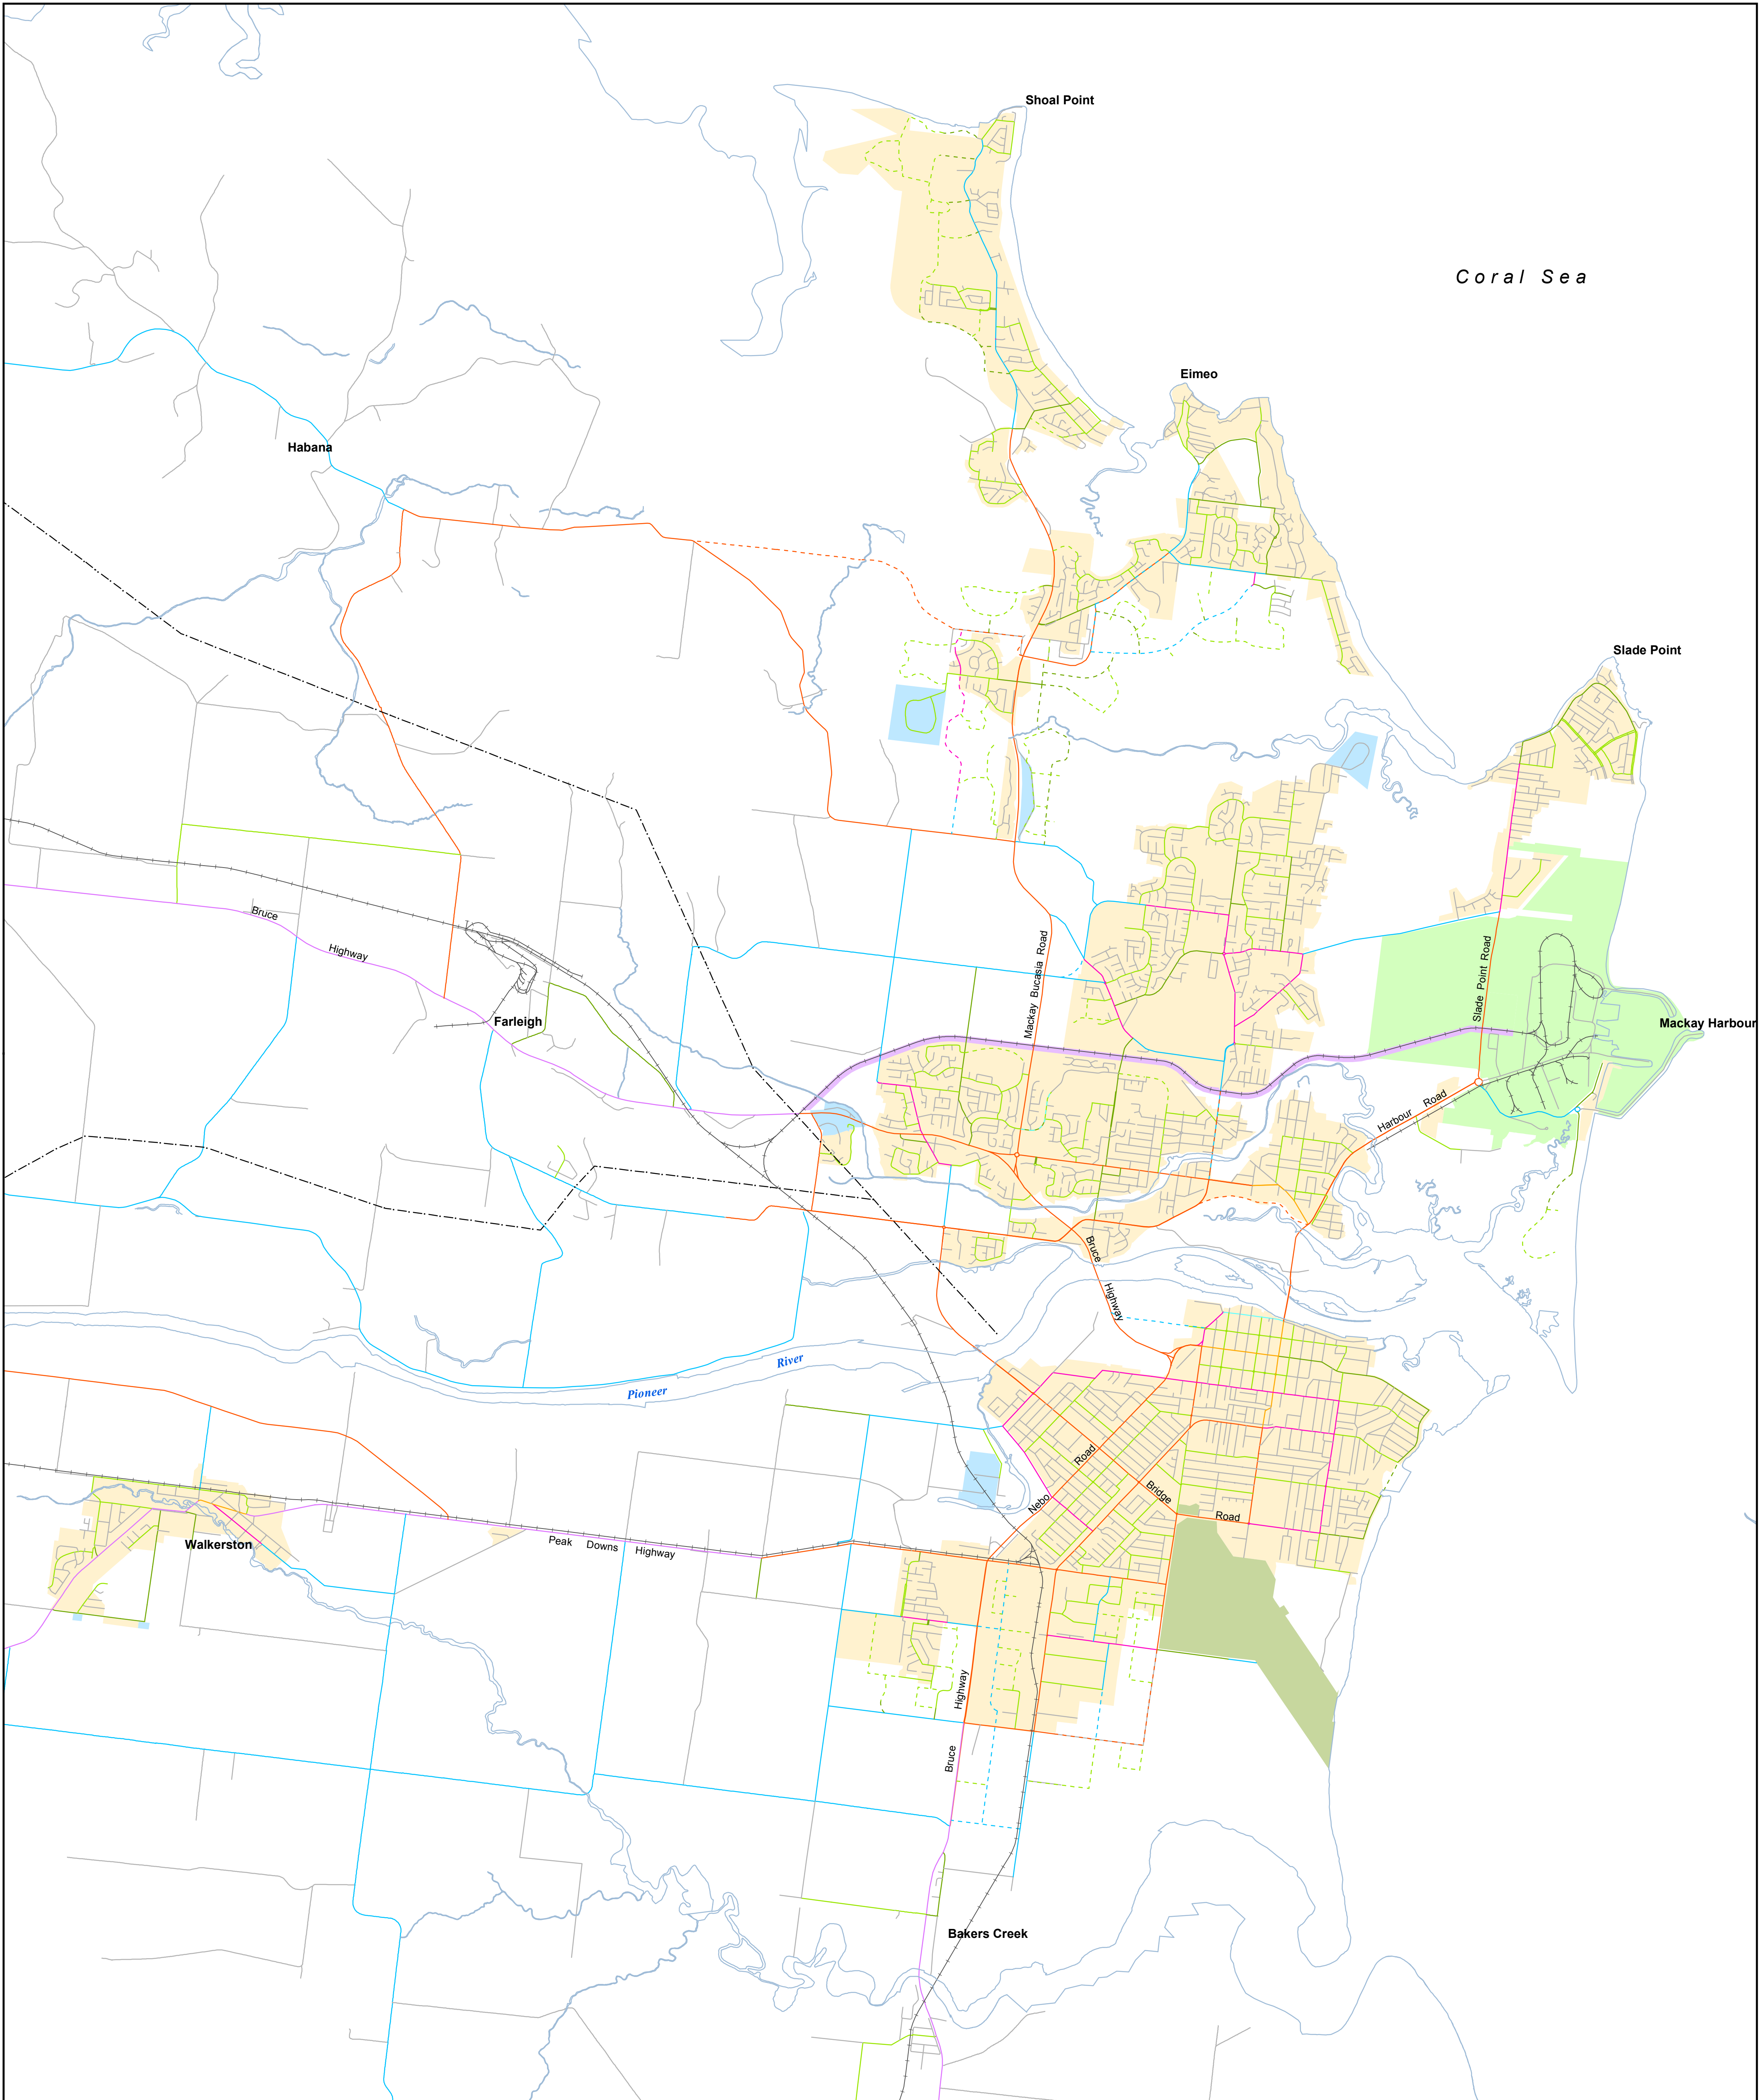 Shoal Point
Coral Sea
Eimeo
Habana
Slade Point
Bruce
Highway
Mackay Bucasia Road
Slade Point Road
Farleigh
Mackay Harbour
Harbour Road
Bruce
Highway
River
Pioneer
Nebo Road
Bridge
Road
Walkerston
Peak Downs Highway
Highway
Bruce
Bakers Creek